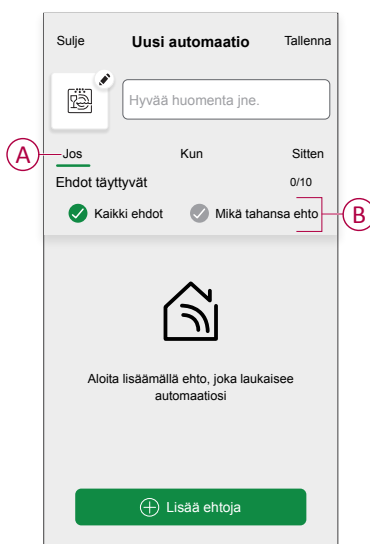 Sulje Uusi automaatio Tallenna
Hyvää huomenta jne.
A Jos Kun Sitten
Ehdot täyttyvät 0/10
Kaikki ehdot Mikä tahansa ehto B
Aloita lisäämällä ehto, joka laukaisee
automaatiosi
Lisää ehtoja